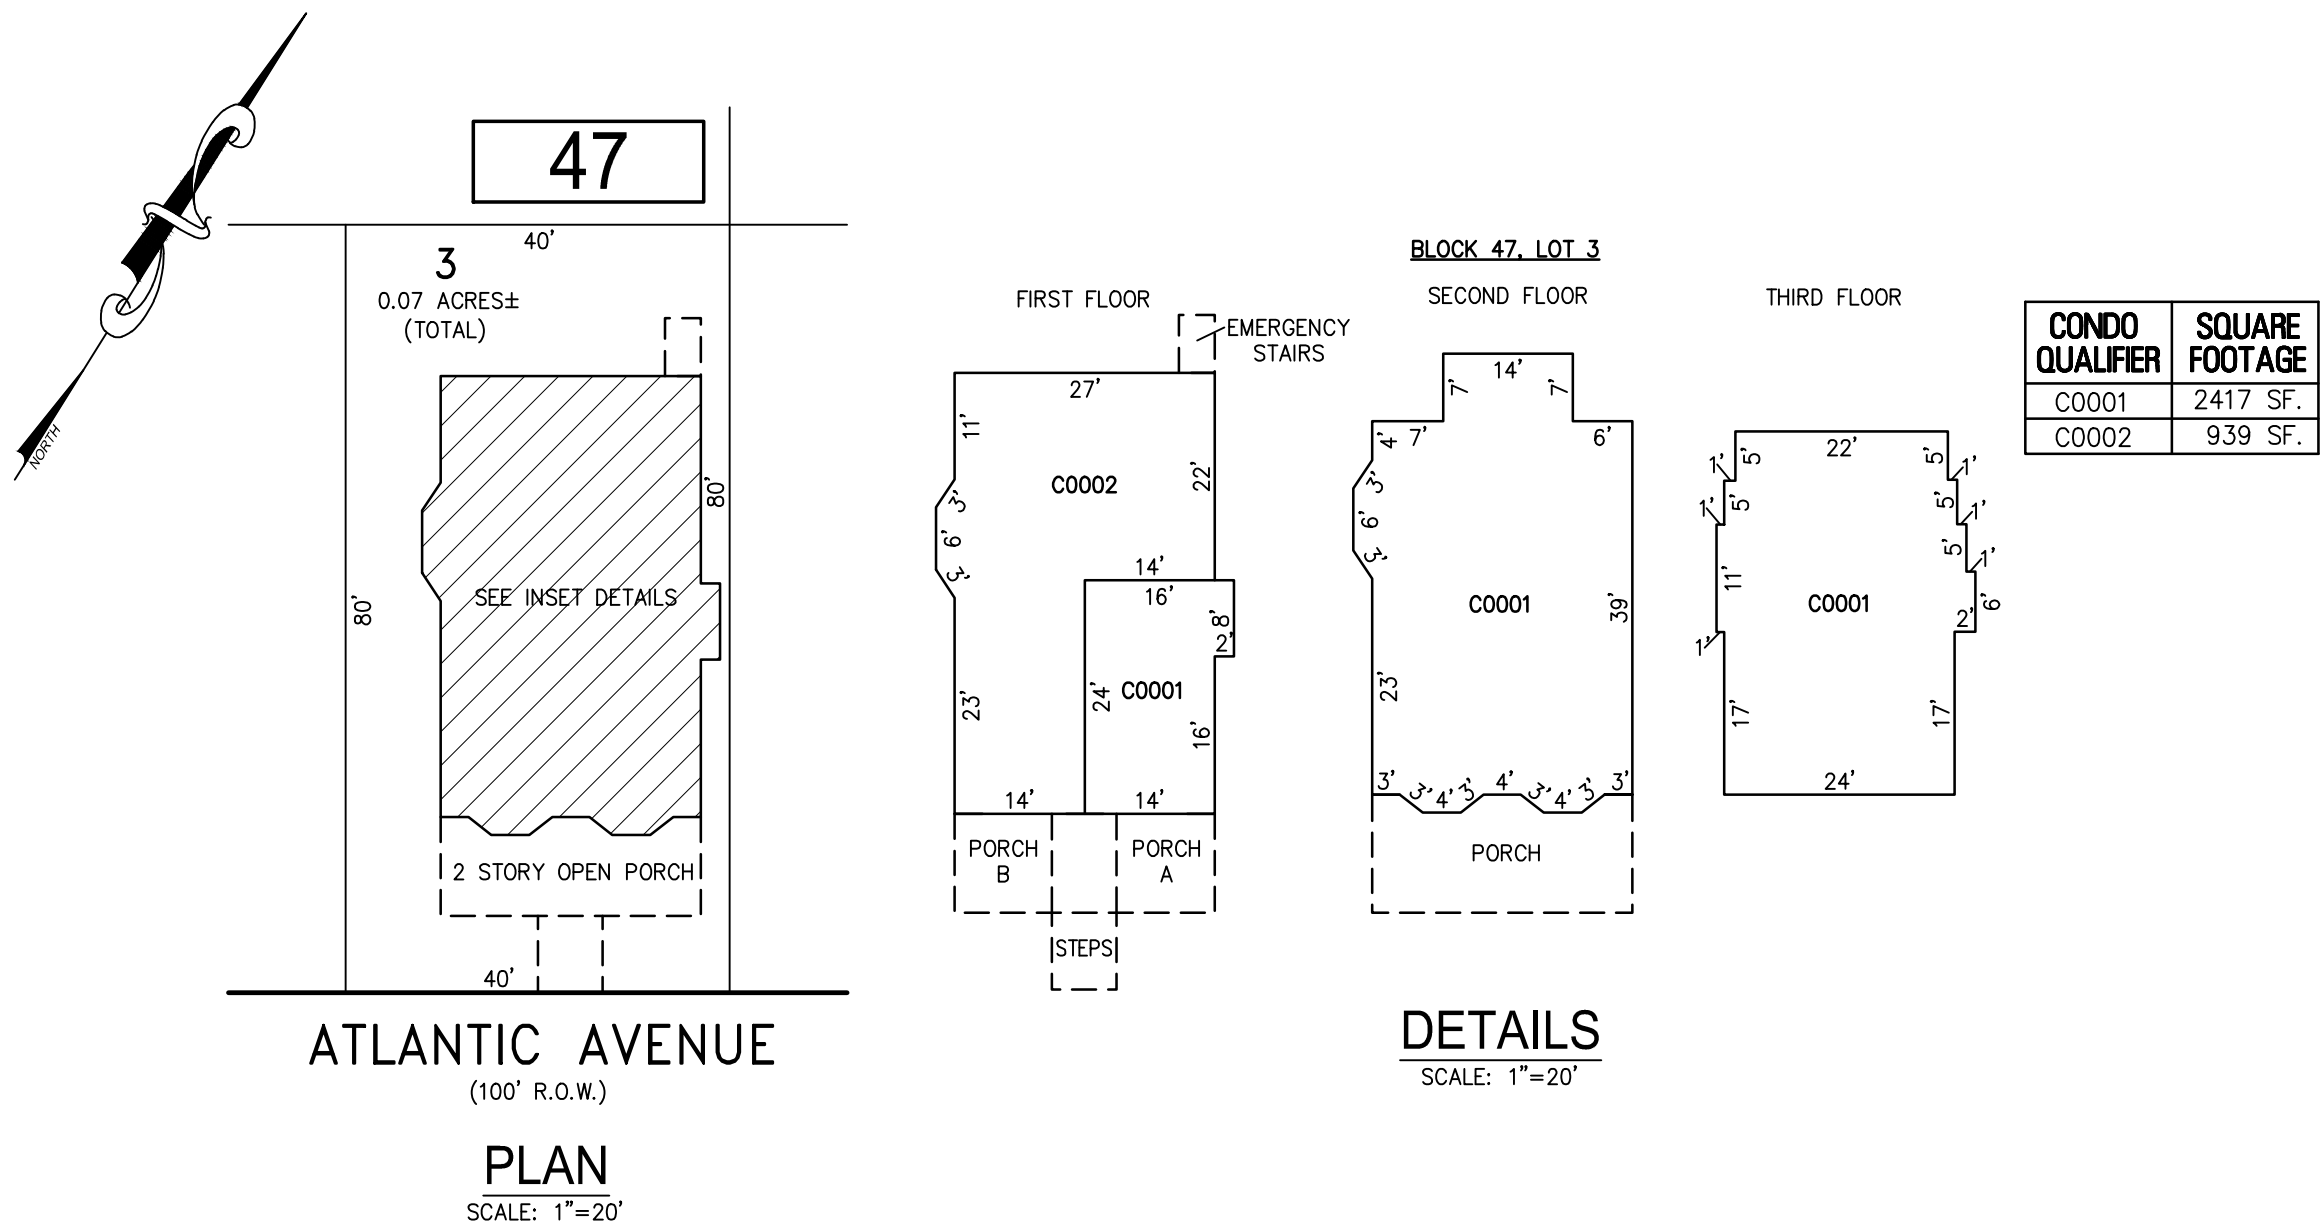 NORTH
47
40'
3
0.07 ACRES±
(TOTAL)
80'
80'
SEE INSET DETAILS
2 STORY OPEN PORCH
40'
ATLANTIC AVENUE
(100' R.O.W.)
PLAN
SCALE: 1"=20'
BLOCK 47, LOT 3
FIRST FLOOR
EMERGENCY
STAIRS
27'
11'
C0002
22'
3'
6'
3'
14'
16'
8'
2'
C0001
24'
23'
16'
14'
14'
PORCH
B
PORCH
A
STEPS
SECOND FLOOR
14'
7'
7'
4'
7'
6'
3'
6'
3'
C0001
39'
23'
3'
3'
4'
3'
4'
3'
4'
3'
3'
PORCH
THIRD FLOOR
22'
1'
5'
5'
1'
1'
5'
5'
1'
5'
1'
11'
C0001
6'
2'
1'
17'
17'
24'
CONDO QUALIFIER SQUARE FOOTAGE
C0001 2417 SF.
C0002 939 SF.
DETAILS
SCALE: 1"=20'